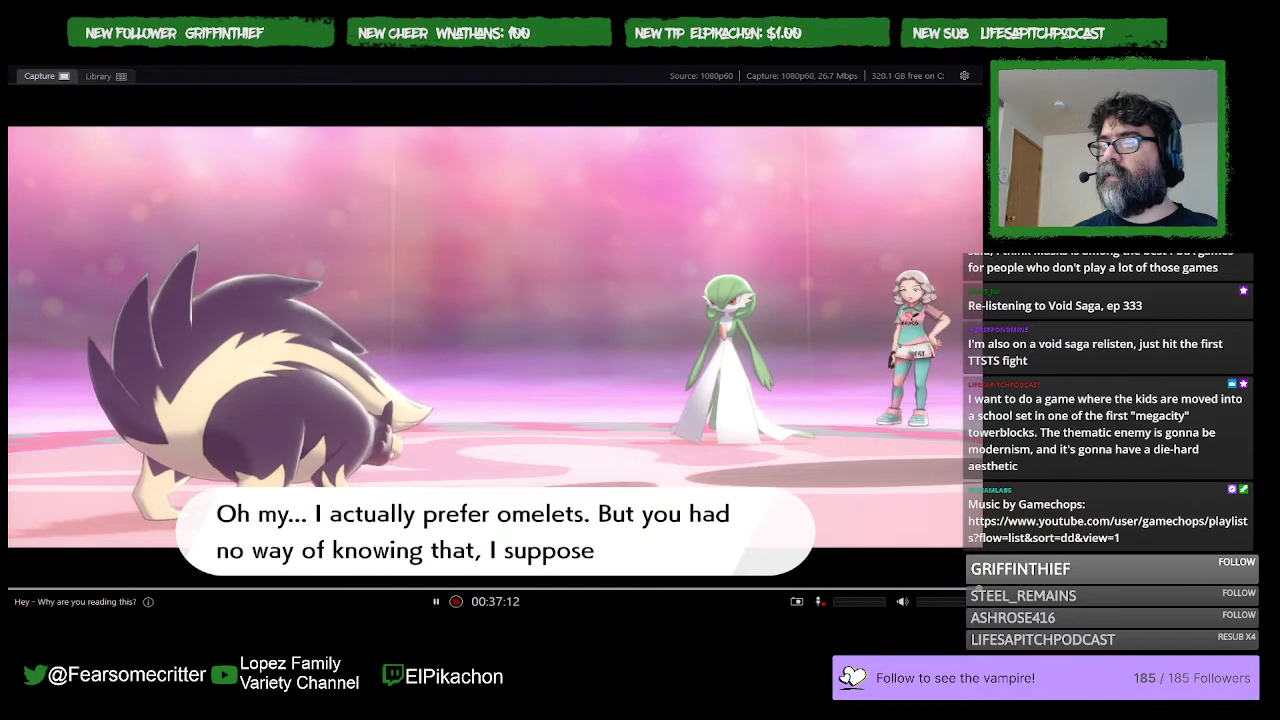 NEW FOLLOWER GRIFFINTHIEF
NEW CHEER WNATHANS: 100
NEW TIP ELPIKACHON: $1.00
NEW SUB LIFESAPITCHPODCAST
Capture
Library
Source: 1080p60
Capture: 1080p60, 26.7 Mbps
320.1 GB free on C:
for people who don't play a lot of those games
Re-listening to Void Saga, ep 333
I'm also on a void saga relisten, just hit the first
TTSTS fight
LIFESAPITCHPODCAST
I want to do a game where the kids are moved into
a school set in one of the first "megacity"
towerblocks. The thematic enemy is gonna be
modernism, and it's gonna have a die-hard
aesthetic
Music by Gamechops:
https://www.youtube.com/user/gamechops/playlist
s?flow=list&sort=dd&view=1
Oh my... I actually prefer omelets. But you had
no way of knowing that, I suppose
GRIFFINTHIEF FOLLOW
STEEL_REMAINS FOLLOW
ASHROSE416 FOLLOW
LIFESAPITCHPODCAST RESUB X4
Hey - Why are you reading this?
00:37:12
@Fearsomecritter
Lopez Family
Variety Channel
ElPikachon
Follow to see the vampire!
185 / 185 Followers